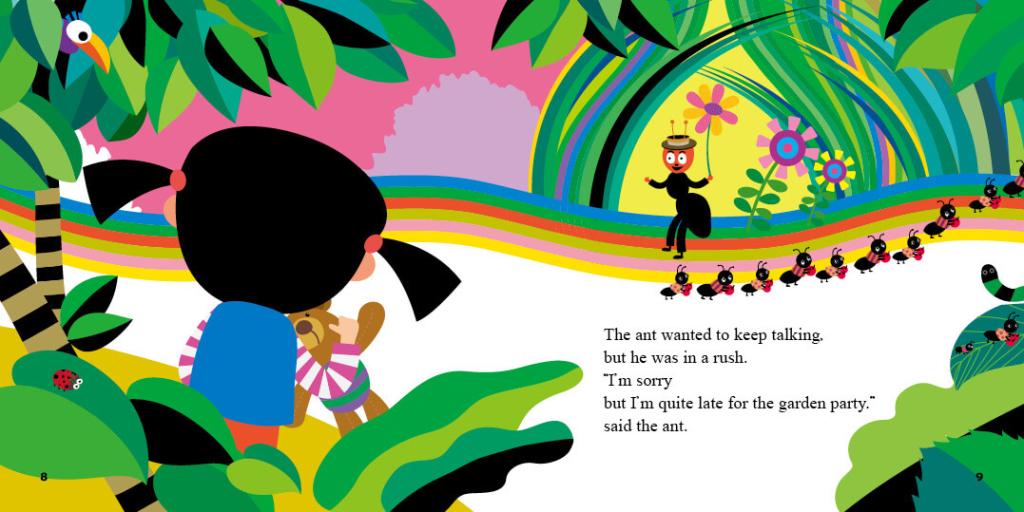 The ant wanted to keep talking,
but he was in a rush.
"I'm sorry
but I'm quite late for the garden party."
said the ant.
8
9